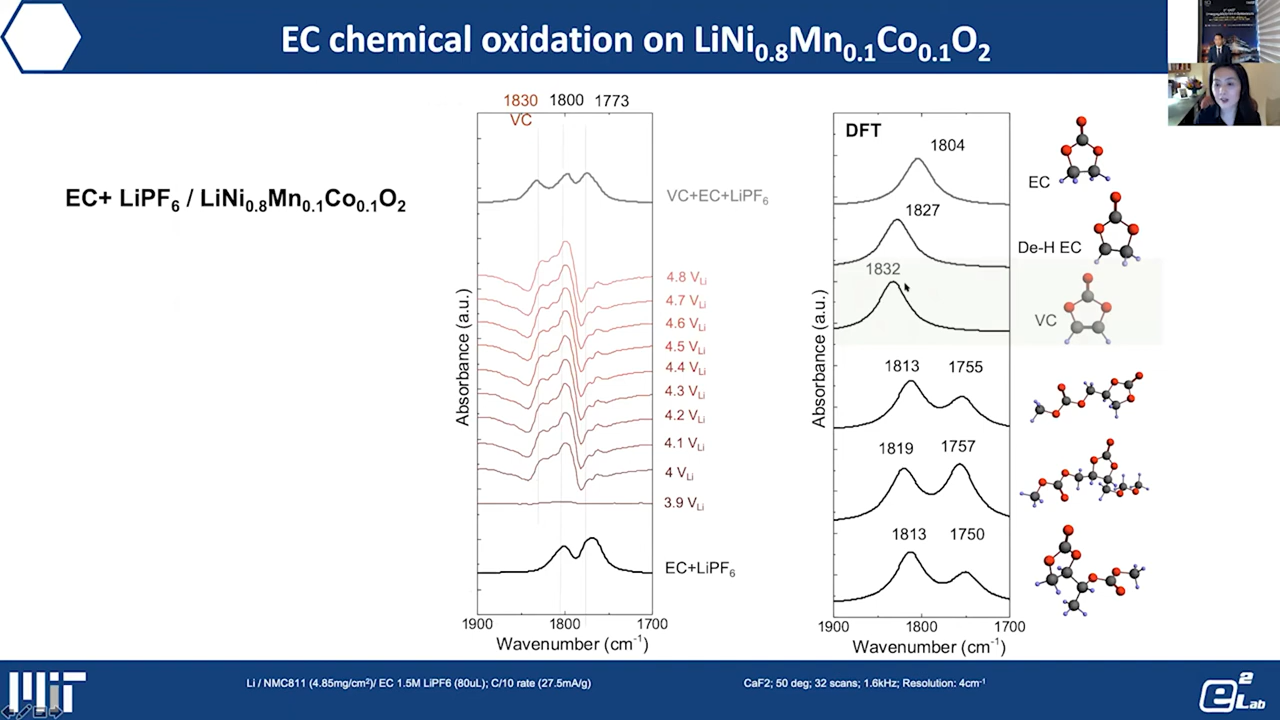 EC chemical oxidation on LiNi0.8Mn0.1Co0.1O2
EC+ LiPF6 / LiNi0.8Mn0.1Co0.1O2
1830 1800 1773
VC
VC+EC+LiPF6
4.8 VLi
4.7 VLi
4.6 VLi
4.5 VLi
4.4 VLi
4.3 VLi
4.2 VLi
4.1 VLi
4 VLi
3.9 VLi
EC+LiPF6
Absorbance (a.u.)
1900 1800 1700
Wavenumber (cm-1)
DFT
1804
EC
1827
De-H EC
1832
VC
1813 1755
1819 1757
1813 1750
Absorbance (a.u.)
1900 1800 1700
Wavenumber (cm-1)
MIT
Li / NMC811 (4.85mg/cm2)/ EC 1.5M LiPF6 (80uL); C/10 rate (27.5mA/g)
CaF2; 50 deg; 32 scans; 1.6kHz; Resolution: 4cm-1
e2 Lab